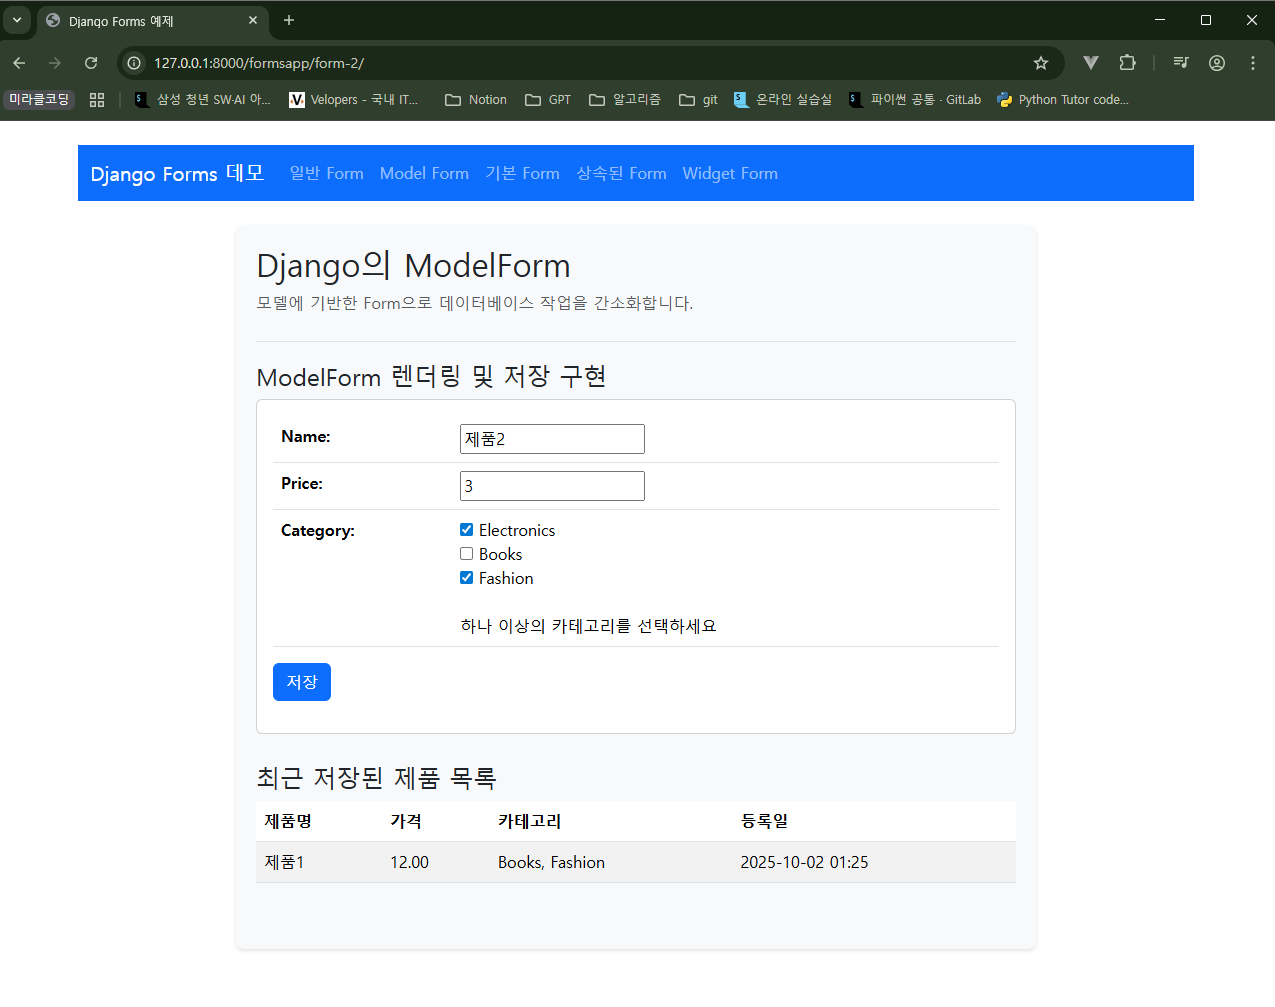 Django Forms 예제
127.0.0.1:8000/formsapp/form-2/
미라클코딩 삼성 청년 SW·AI 아... Velopers - 국내 IT... Notion GPT 알고리즘 git 온라인 실습실 파이썬 공통 · GitLab Python Tutor code...
Django Forms 데모 일반 Form Model Form 기본 Form 상속된 Form Widget Form
Django의 ModelForm
모델에 기반한 Form으로 데이터베이스 작업을 간소화합니다.
ModelForm 렌더링 및 저장 구현
Name: 제품2
Price: 3
Category: Electronics
Books
Fashion
하나 이상의 카테고리를 선택하세요
저장
최근 저장된 제품 목록
제품명 가격 카테고리 등록일
제품1 12.00 Books, Fashion 2025-10-02 01:25